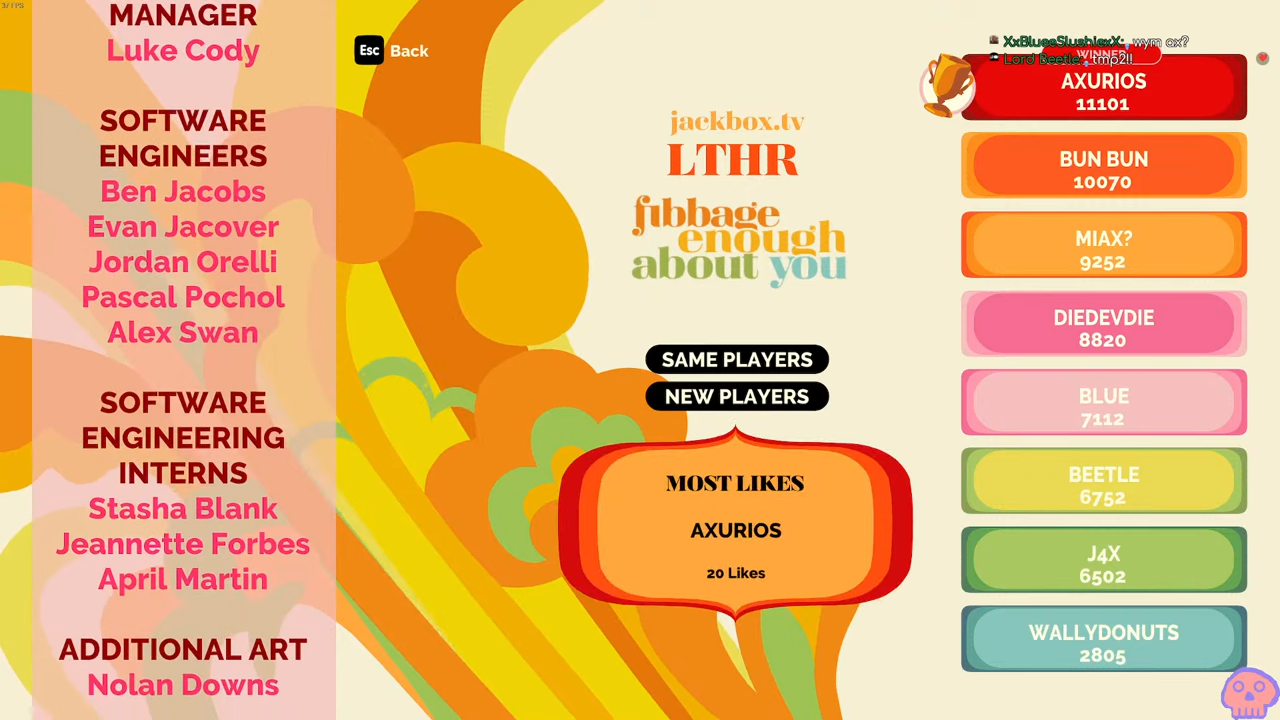 MANAGER
Luke Cody
SOFTWARE
ENGINEERS
Ben Jacobs
Evan Jacover
Jordan Orelli
Pascal Pochol
Alex Swan
SOFTWARE
ENGINEERING
INTERNS
Stasha Blank
Jeannette Forbes
April Martin
ADDITIONAL ART
Nolan Downs
Esc Back
jackbox.tv
LTHR
fibbage
enough
about you
SAME PLAYERS
NEW PLAYERS
MOST LIKES
AXURIOS
20 Likes
XxBlueeSlushiexX: wym ax?
WINNER
Lord Beetle: tmp2!!
AXURIOS
11101
BUN BUN
10070
MIAX?
9252
DIEDEVDIE
8820
BLUE
7112
BEETLE
6752
J4X
6502
WALLYDONUTS
2805